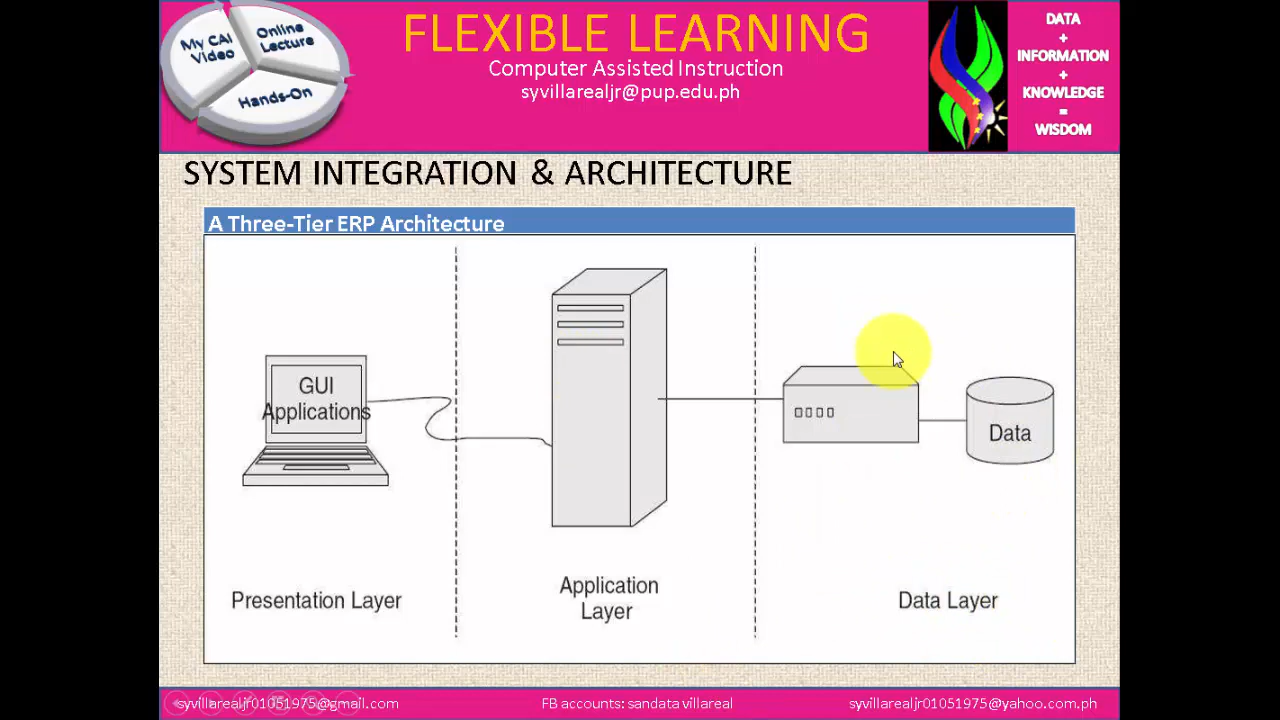 My CAI
Video
Online
Lecture
Hands-On
FLEXIBLE LEARNING
Computer Assisted Instruction
syvillarealjr@pup.edu.ph
DATA
+
INFORMATION
+
KNOWLEDGE
=
WISDOM
SYSTEM INTEGRATION & ARCHITECTURE
A Three-Tier ERP Architecture
GUI
Applications
Data
Presentation Layer
Application
Layer
Data Layer
syvillarealjr01051975@gmail.com
FB accounts: sandata villareal
syvillarealjr01051975@yahoo.com.ph